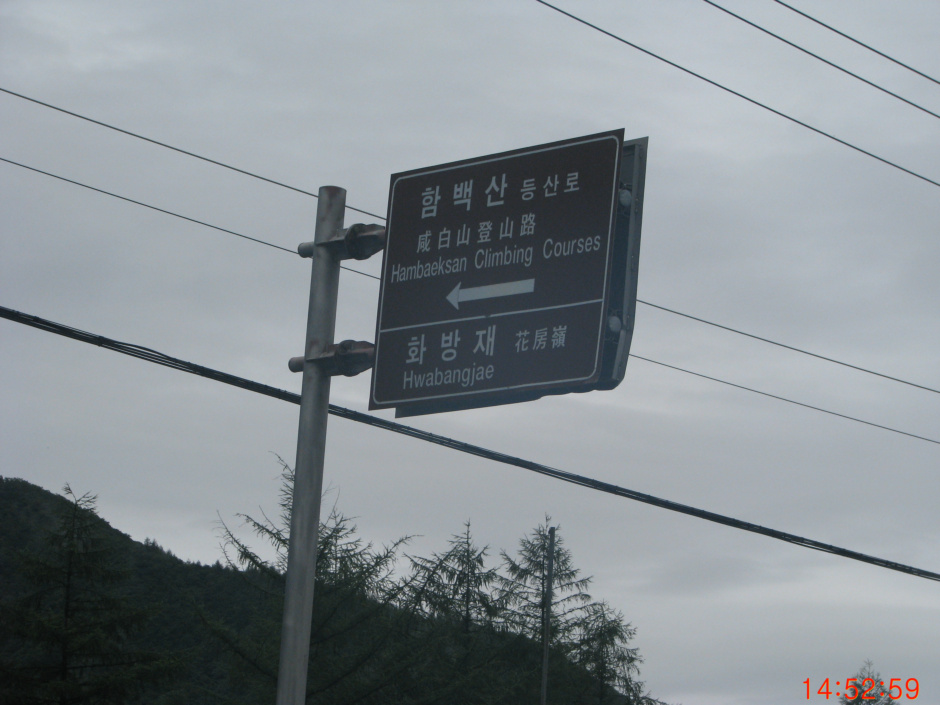 함백산 등산로
咸白山登山路
Hambaeksan Climbing Courses
화방재 花房嶺
Hwabangjae
14:52:59